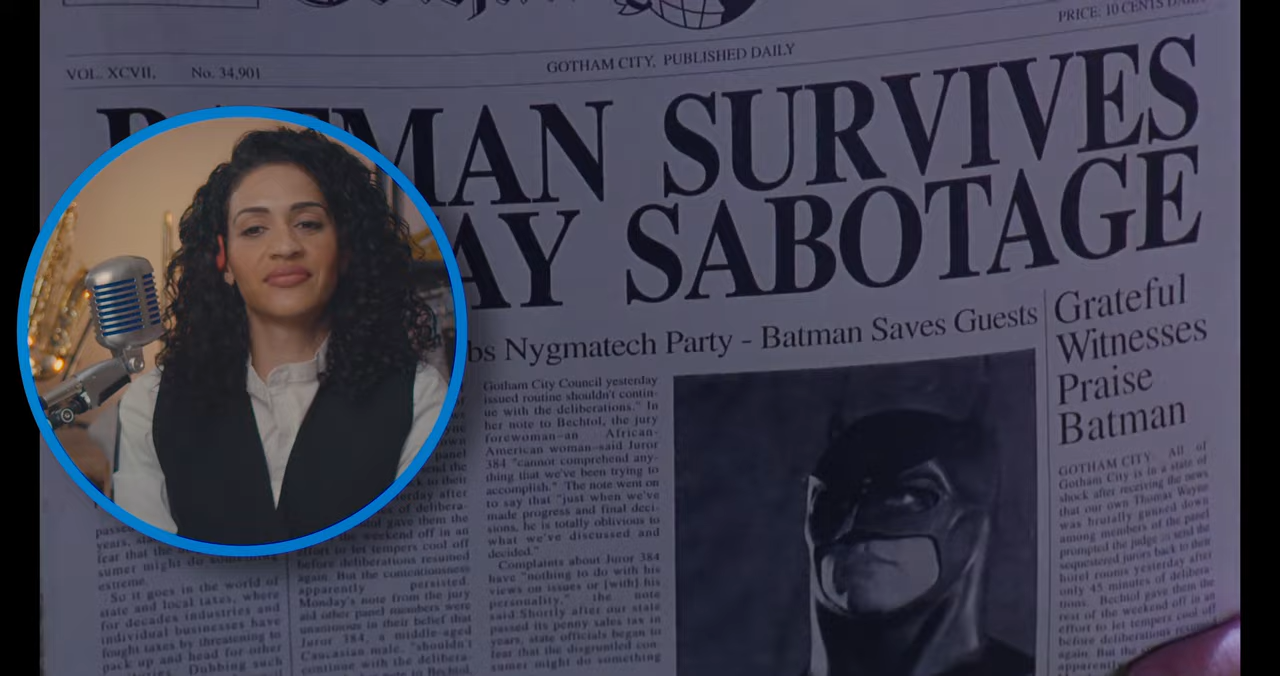 PRICE: 10 CENTS
VOL. XCVII, No. 34,901
GOTHAM CITY, PUBLISHED DAILY
MAN SURVIVES
AY SABOTAGE
bs Nygmatech Party - Batman Saves Guests
Grateful
Witnesses
Praise
Batman
So it goes in the world of
state and local taxes, where
for decades industries and
individual businesses have
fought taxes by threatening to
pack up and head for other
Dubbing such
weekend off in an
effort to let tempers cool off
before deliberations resumed
again. But the contentiousness
apparently persisted.
Monday's note from the jury
said other panel members were
unanimous in their belief that
Juror 384, a middle-aged
Caucasian male, "shouldn't
continue with the delibera-
Gotham City Council yesterday
issued routine shouldn't contin-
ue with the deliberations." In
her note to Bechtol, the jury
forewoman-an African-
American woman-said Juror
384 "cannot comprehend any-
thing that we've been trying to
accomplish." The note went on
to say that "just when we've
made progress and final deci-
sions, he is totally oblivious to
what we've discussed and
decided."
Complaints about Juror 384
have "nothing to do with his
views on issues or [with] his
personality," the note
said Shortly after our state
passed its penny sales tax in
years, state officials began to
fear that the disgruntled con-
sumer might do something
GOTHAM CITY- All of
Gotham City is in a state of
shock after receiving the news
that our own Thomas Wayne
was brutally gunned down
among members of the panel
prompted the judge to send the
sequestered jurors back to their
hotel rooms yesterday after
only 45 minutes of delibera-
tions. Bechtol gave them the
rest of the weekend off in an
effort to let tempers cool off
before deliberations resumed
again. But the
apparently